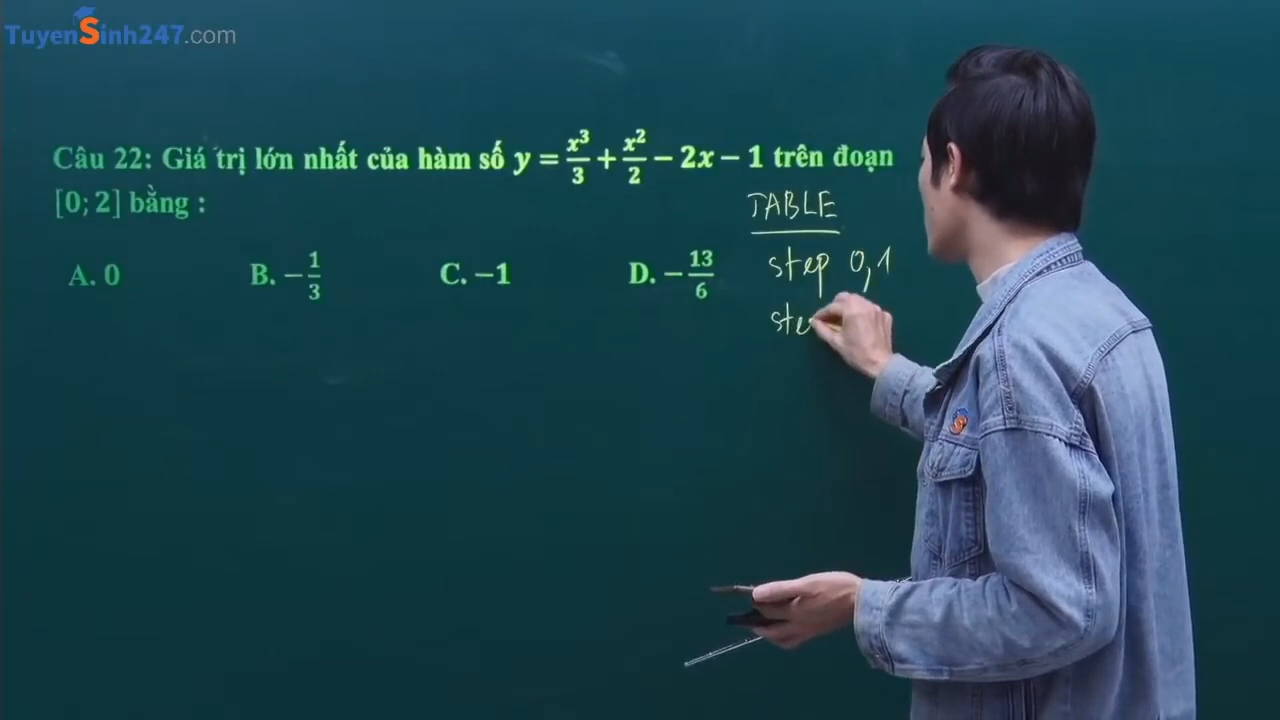 TuyenSinh247.com
Câu 22: Giá trị lớn nhất của hàm số y = x³/3 + x²/2 − 2x − 1 trên đoạn
[0; 2] bằng :
A. 0 B. −1/3 C. −1 D. −13/6
TABLE
step 0,1
ste